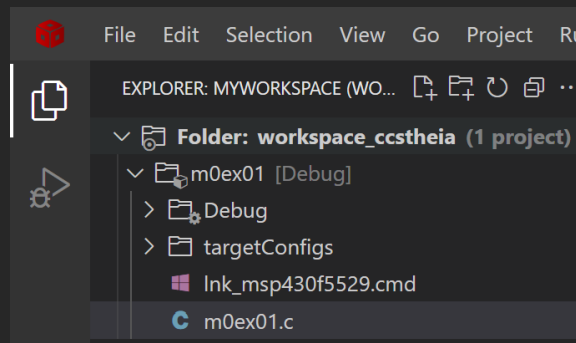 File Edit Selection View Go Project Ru
EXPLORER: MYWORKSPACE (WO...
Folder: workspace_ccstheia (1 project)
m0ex01 [Debug]
Debug
targetConfigs
lnk_msp430f5529.cmd
C m0ex01.c